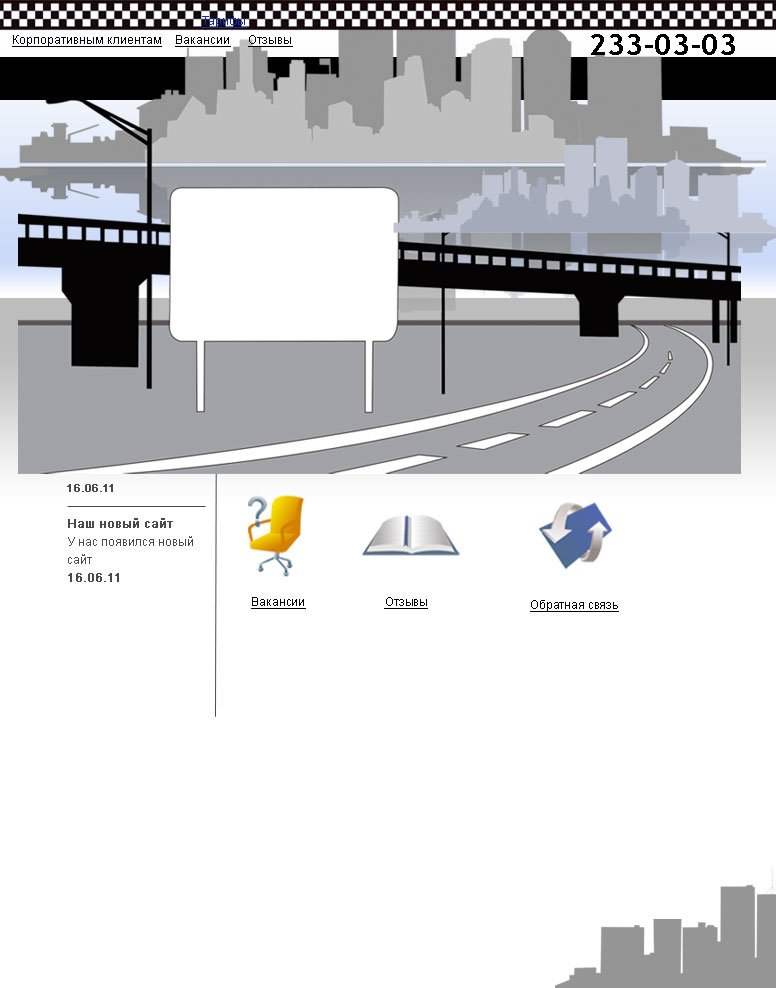 Тарифы
Корпоративным клиентам Вакансии Отзывы
233-03-03
16.06.11
Наш новый сайт
У нас появился новый
сайт
16.06.11
Вакансии Отзывы Обратная связь